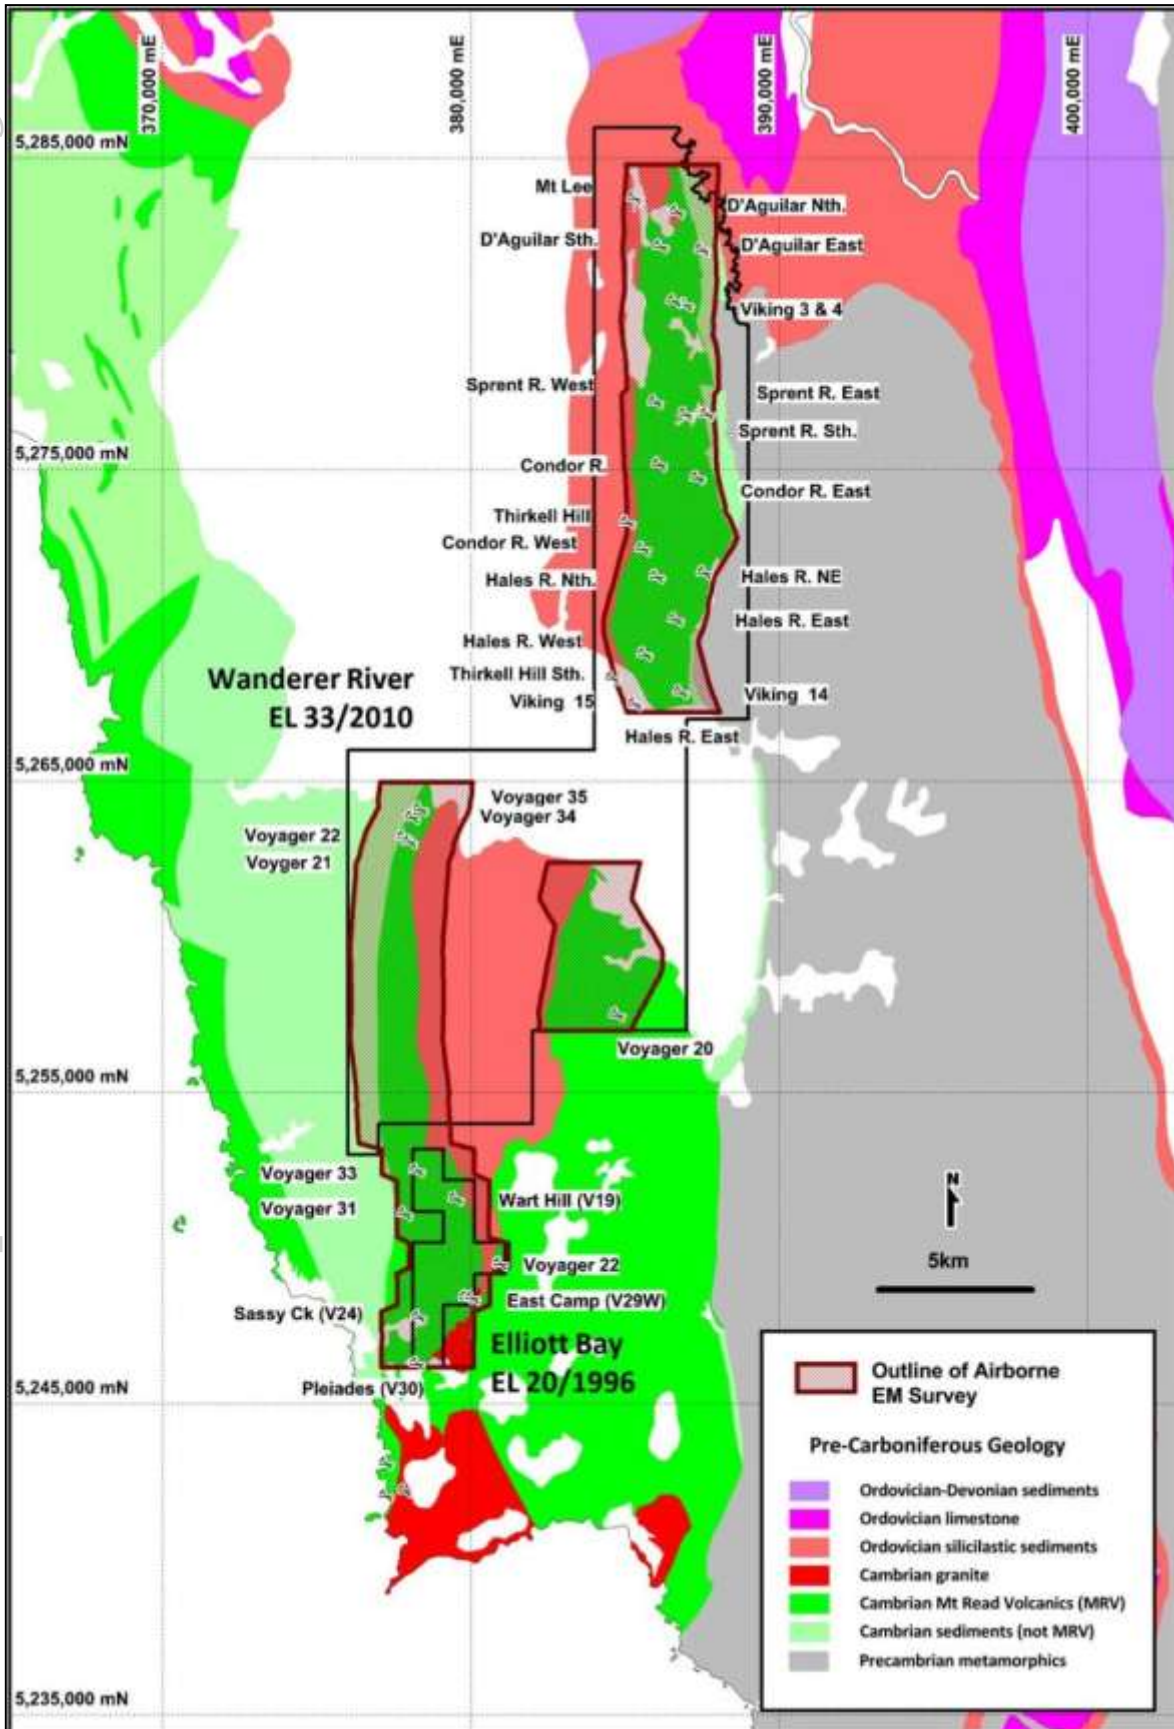 370,000 mE
380,000 mE
390,000 mE
400,000 mE
5,285,000 mN
Mt Lee
D'Aguilar Nth.
D'Aguilar Sth.
D'Aguilar East
Viking 3 & 4
Sprent R. West
Sprent R. East
Sprent R. Sth.
5,275,000 mN
Condor R.
Condor R. East
Thirkell Hill
Condor R. West
Hales R. Nth.
Hales R. NE
Hales R. East
Hales R. West
Thirkell Hill Sth.
Viking 15
Viking 14
Wanderer River
EL 33/2010
Hales R. East
5,265,000 mN
Voyager 35
Voyager 34
Voyager 22
Voyger 21
Voyager 20
5,255,000 mN
Voyager 33
Voyager 31
Wart Hill (V19)
Voyager 22
East Camp (V29W)
Sassy Ck (V24)
Elliott Bay
EL 20/1996
Pleiades (V30)
5,245,000 mN
N
5km
Outline of Airborne
EM Survey
Pre-Carboniferous Geology
Ordovician-Devonian sediments
Ordovician limestone
Ordovician silicilastic sediments
Cambrian granite
Cambrian Mt Read Volcanics (MRV)
Cambrian sediments (not MRV)
Precambrian metamorphics
5,235,000 mN